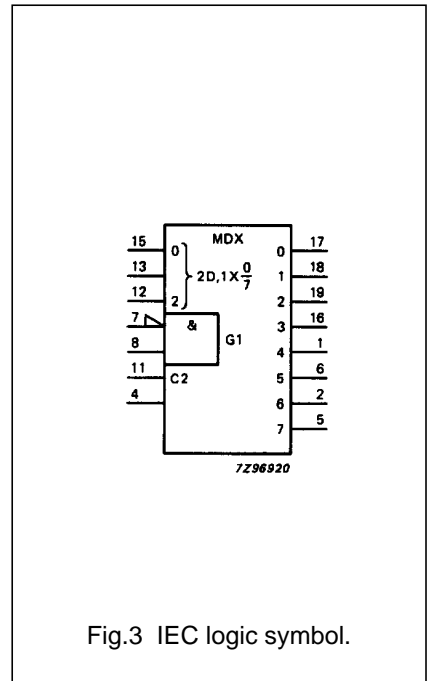 MDX
15 0 0 17
13 2D,1X 0/7 1 18
12 2 2 19
7 & 3 16
8 G1 4 1
11 C2 5 6
4 6 2
7 5
7Z96920
Fig.3 IEC logic symbol.